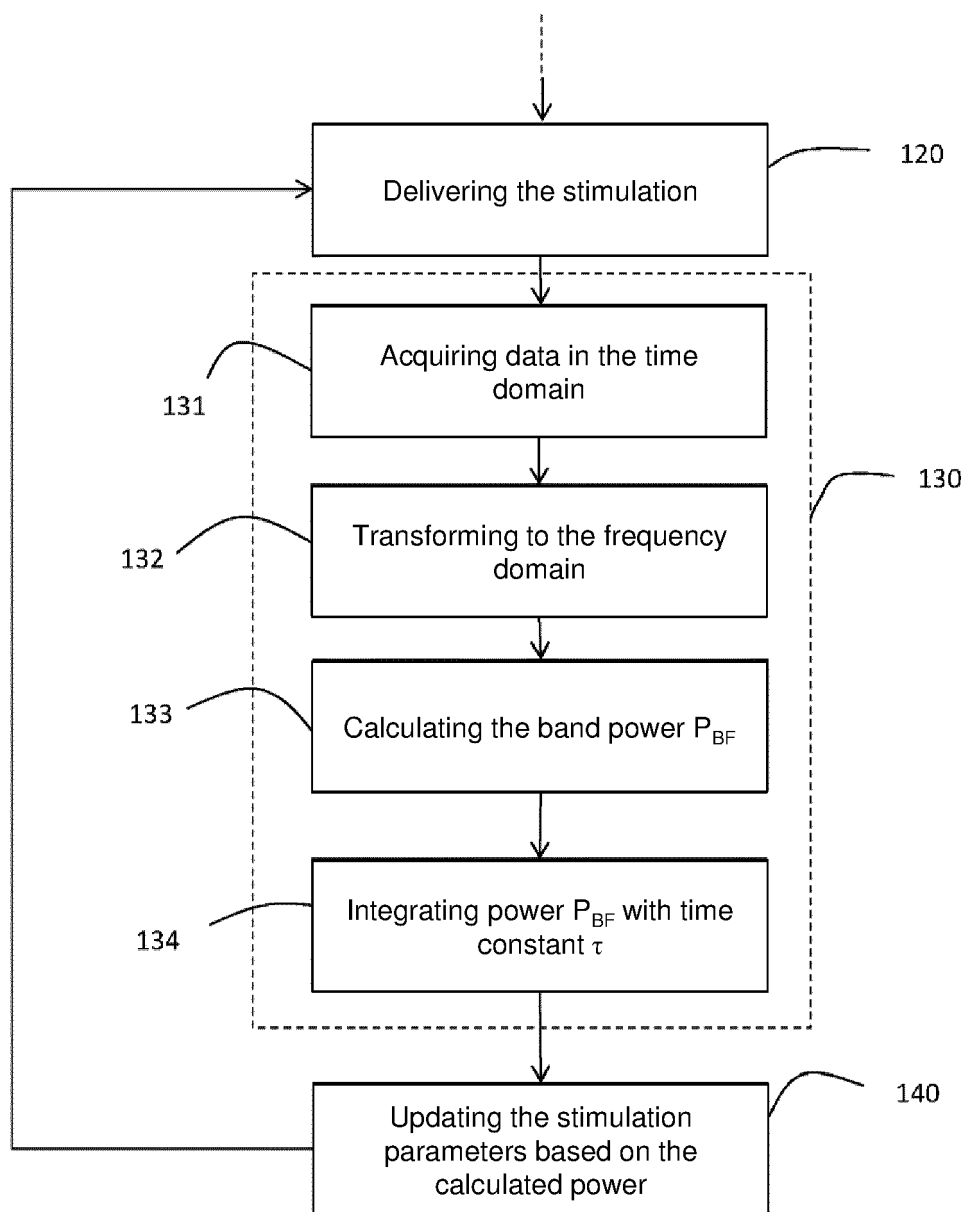 120
Delivering the stimulation
Acquiring data in the time
domain
131
130
Transforming to the frequency
domain
132
133
Calculating the band power P_BF
Integrating power P_BF with time
constant τ
134
140
Updating the stimulation
parameters based on the
calculated power